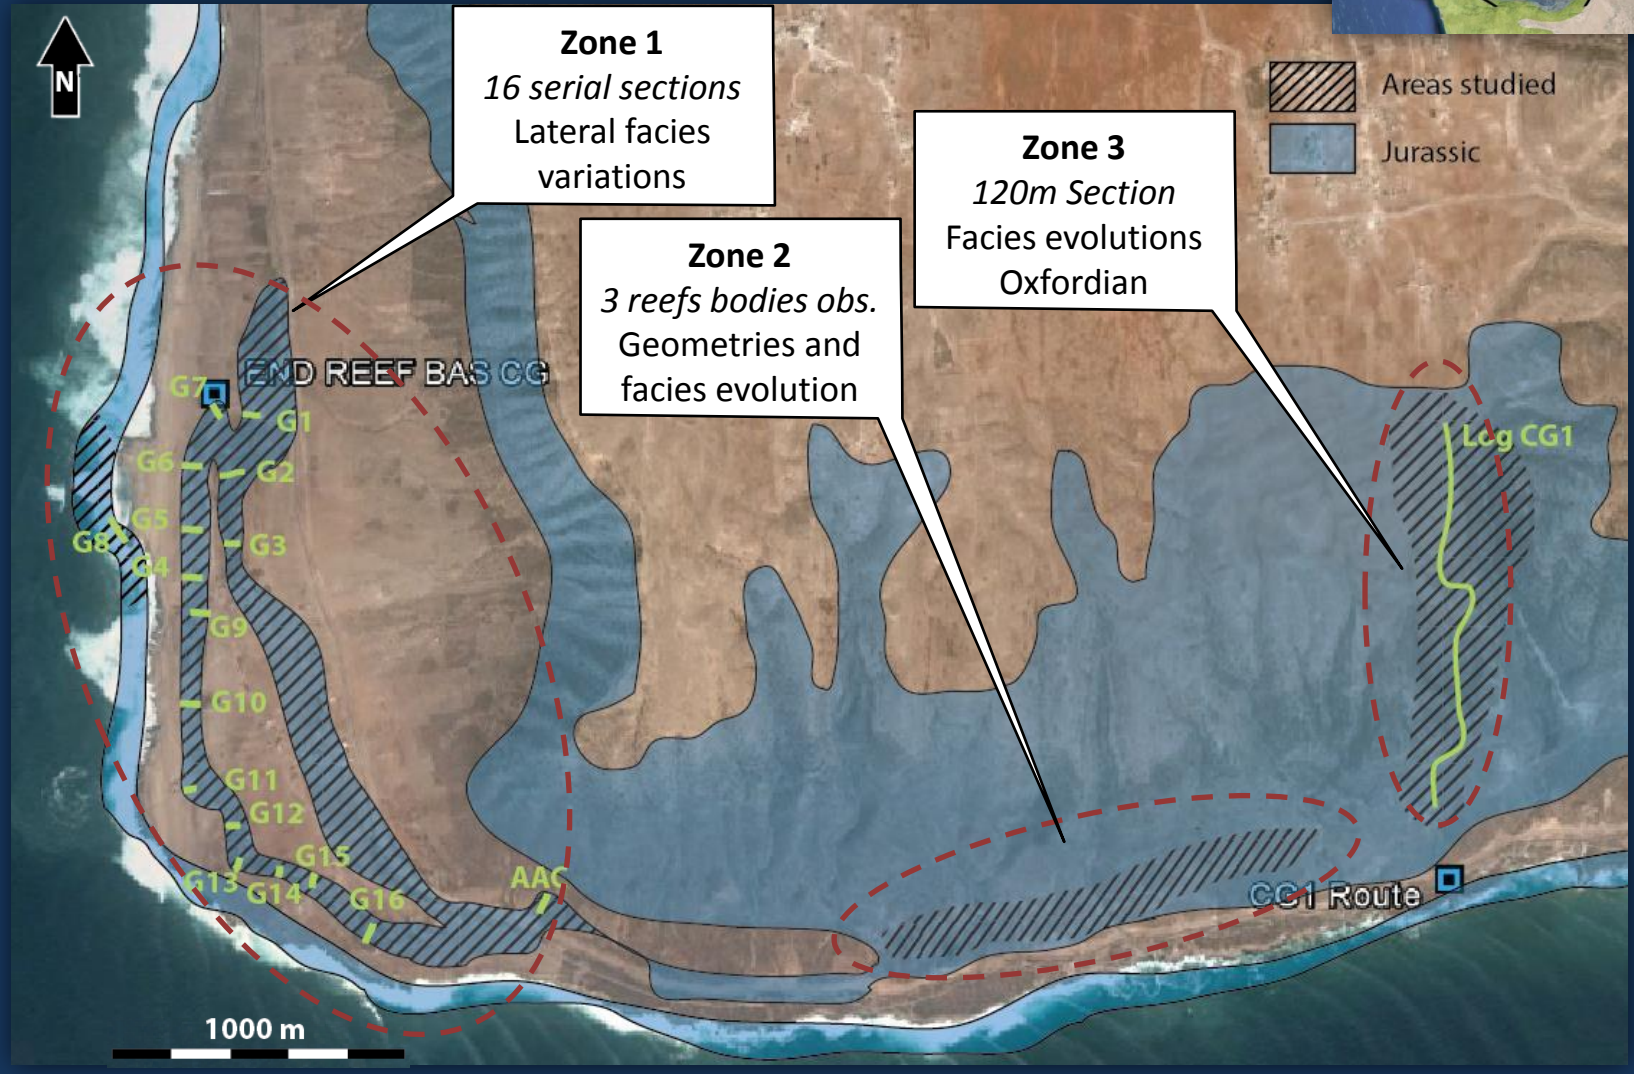 N
Zone 1
16 serial sections
Lateral facies
variations
Zone 2
3 reefs bodies obs.
Geometries and
facies evolution
Zone 3
120m Section
Facies evolutions
Oxfordian
Areas studied
Jurassic
END REEF BAS CG
G7
G1
G6
G2
G5
G8
G3
G4
G9
G10
G11
G12
G13
G14
G15
G16
AAC
Log CG1
CG1 Route
1000 m